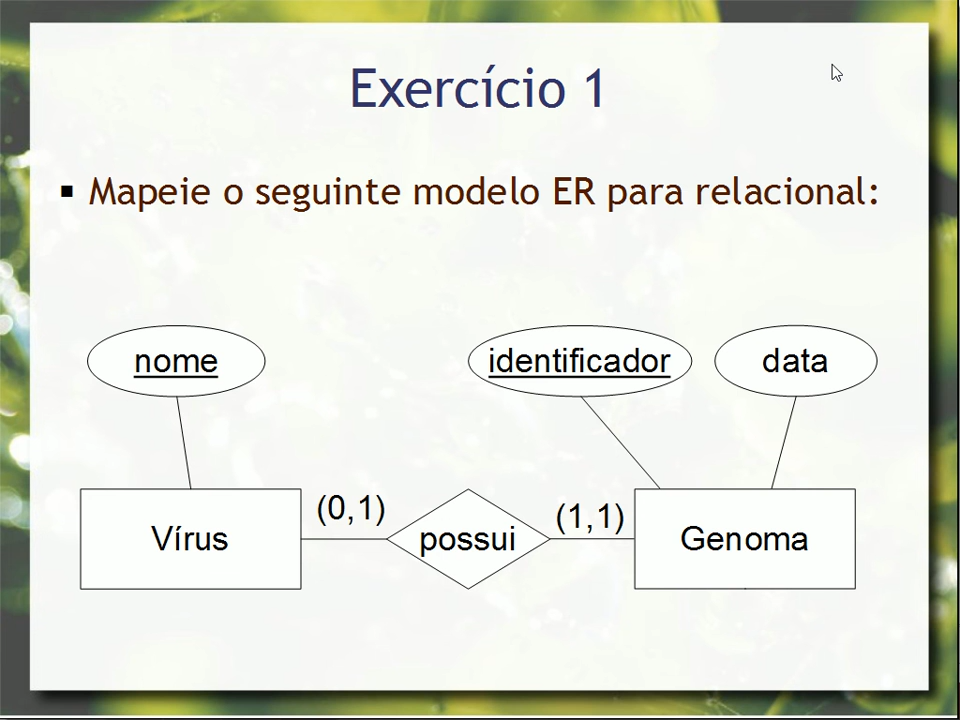 Exercício 1
▪ Mapeie o seguinte modelo ER para relacional:
nome
identificador
data
Vírus
(0,1)
possui
(1,1)
Genoma